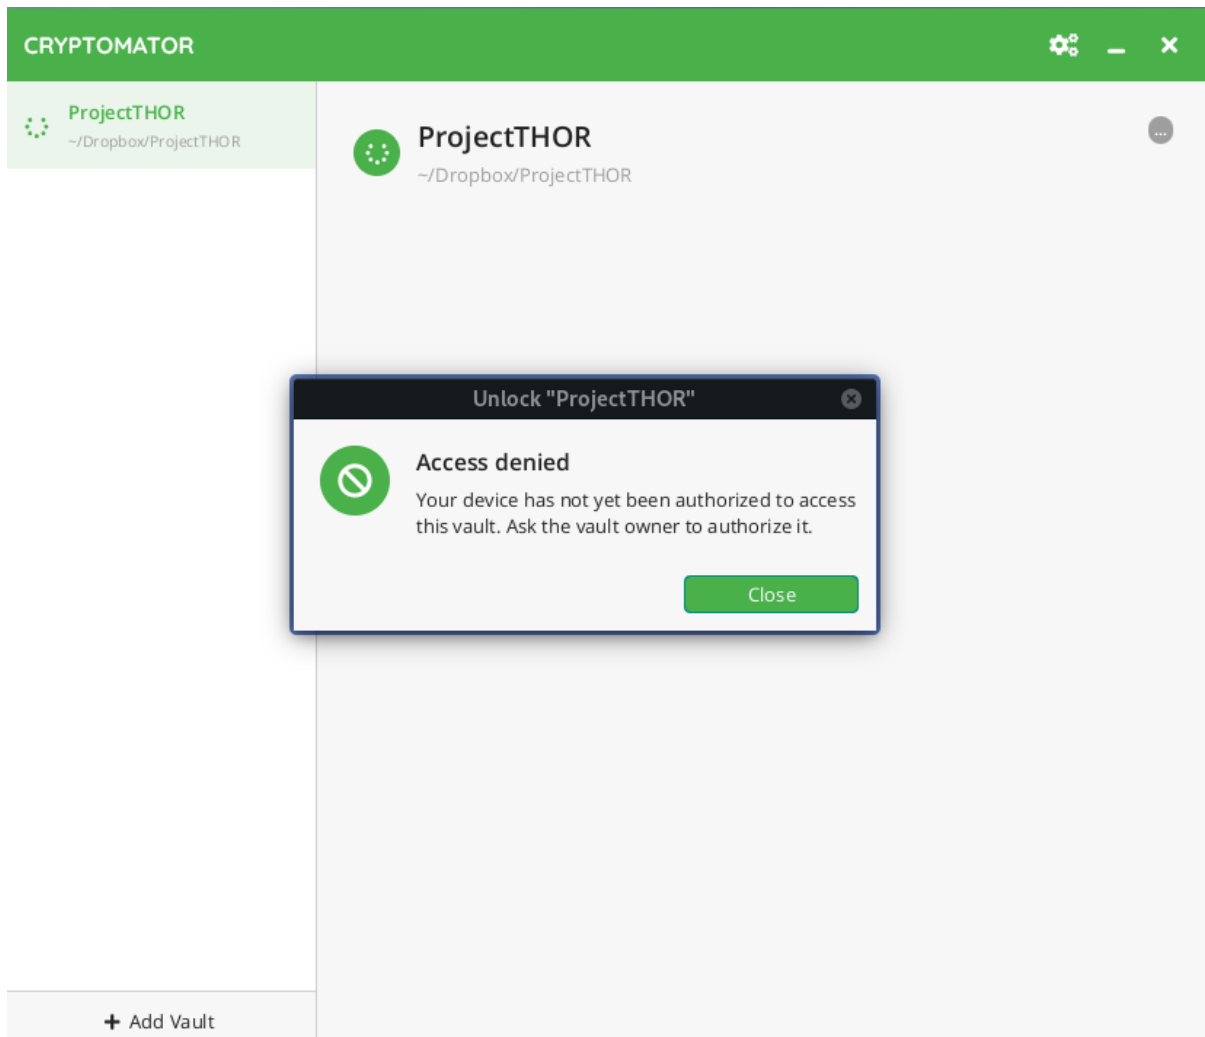 CRYPTOMATOR
ProjectTHOR
~/Dropbox/ProjectTHOR
ProjectTHOR
~/Dropbox/ProjectTHOR
...
Unlock "ProjectTHOR"
Access denied
Your device has not yet been authorized to access
this vault. Ask the vault owner to authorize it.
Close
+ Add Vault